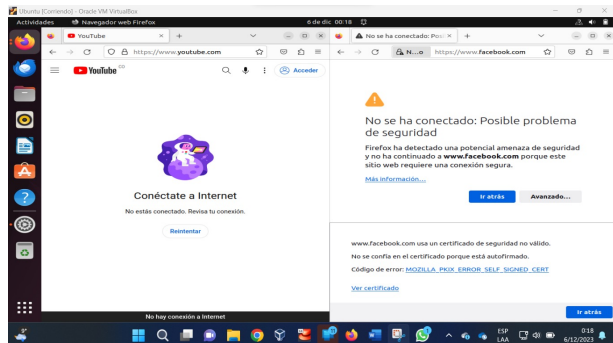 Ubuntu [Corriendo] - Oracle VM VirtualBox
Actividades
Navegador web Firefox
6 de dic 00:18
YouTube
https://www.youtube.com
YouTube CO
Acceder
Conéctate a Internet
No estás conectado. Revisa tu conexión.
Reintentar
No hay conexión a Internet
No se ha conectado: Posi
N...o
https://www.facebook.com
No se ha conectado: Posible problema
de seguridad
Firefox ha detectado una potencial amenaza de seguridad
y no ha continuado a www.facebook.com porque este
sitio web requiere una conexión segura.
Más información...
Ir atrás
Avanzado...
www.facebook.com usa un certificado de seguridad no válido.
No se confía en el certificado porque está autofirmado.
Código de error: MOZILLA_PKIX_ERROR_SELF_SIGNED_CERT
Ver certificado
Ir atrás
ESP
LAA
0:18
6/12/2023